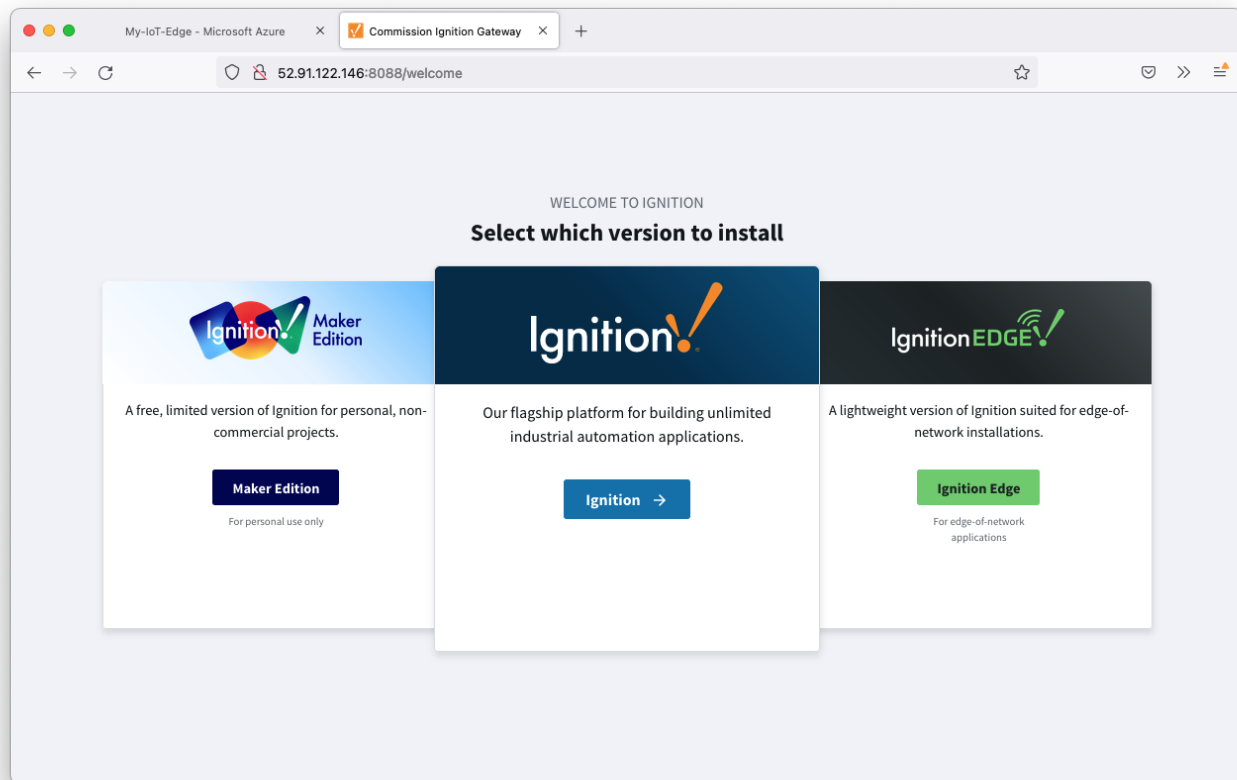 My-IoT-Edge - Microsoft Azure
Commission Ignition Gateway
52.91.122.146:8088/welcome
WELCOME TO IGNITION
Select which version to install
Ignition! Maker
Edition
A free, limited version of Ignition for personal, non-
commercial projects.
Maker Edition
For personal use only
Ignition!
Our flagship platform for building unlimited
industrial automation applications.
Ignition →
Ignition EDGE!
A lightweight version of Ignition suited for edge-of-
network installations.
Ignition Edge
For edge-of-network
applications